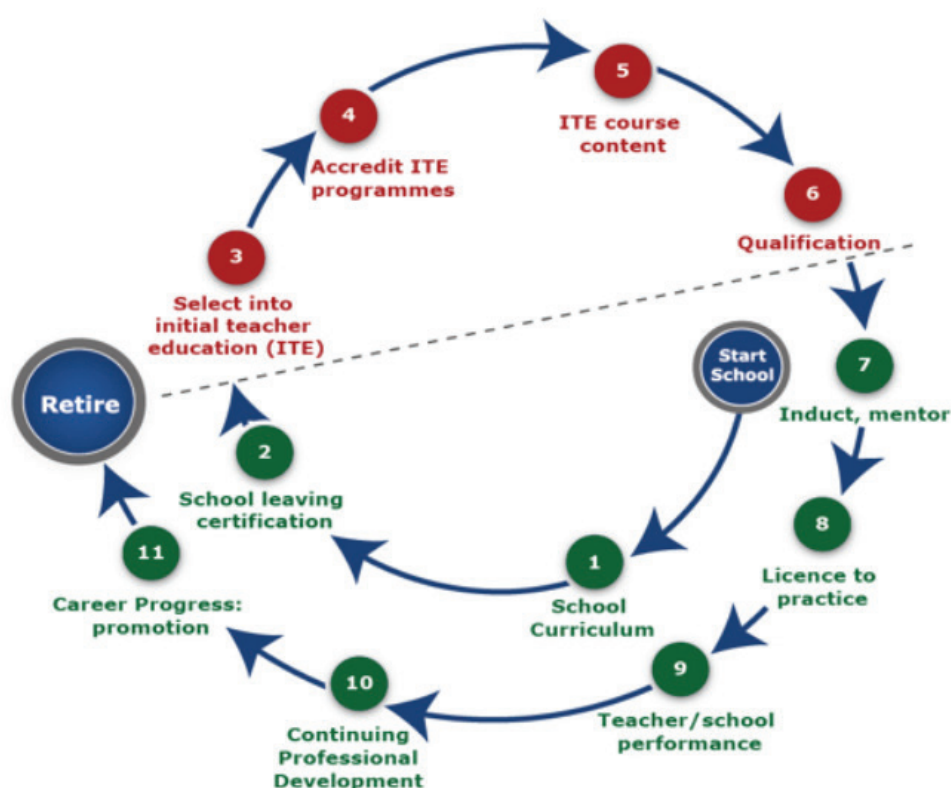 5
ITE course
content
4
Accredit ITE
programmes
6
Qualification
3
Select into
initial teacher
education (ITE)
Start
School
7
Induct, mentor
Retire
2
School leaving
certification
8
Licence to
practice
1
School
Curriculum
11
Career Progress:
promotion
9
Teacher/school
performance
10
Continuing
Professional
Development